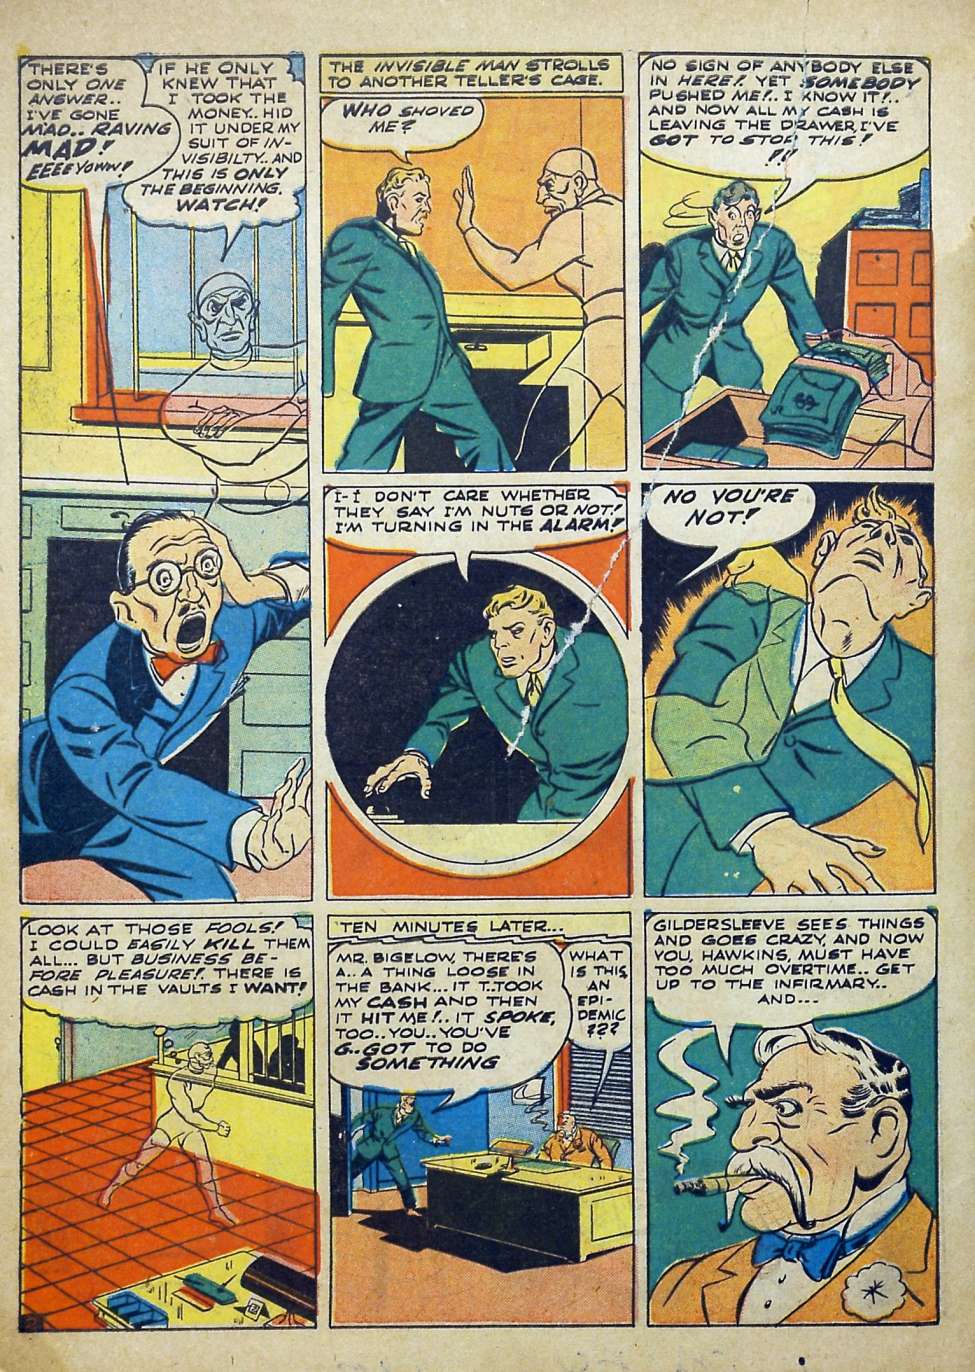 THERE'S
ONLY ONE
ANSWER..
I'VE GONE
MAD.. RAVING
MAD!
EEEEYOWW!
IF HE ONLY
KNEW THAT
I TOOK THE
MONEY.. HID
IT UNDER MY
SUIT OF IN-
VISIBILTY.. AND
THIS IS ONLY
THE BEGINNING.
WATCH!
THE INVISIBLE MAN STROLLS
TO ANOTHER TELLER'S CAGE.
WHO SHOVED
ME?
NO SIGN OF ANYBODY ELSE
IN HERE! YET SOMEBODY
PUSHED ME!.. I KNOW IT!..
AND NOW ALL MY CASH IS
LEAVING THE DRAWER, I'VE
GOT TO STOP THIS!
?!!
I-I DON'T CARE WHETHER
THEY SAY I'M NUTS OR NOT!
I'M TURNING IN THE ALARM!
NO YOU'RE
NOT!
LOOK AT THOSE FOOLS!
I COULD EASILY KILL THEM
ALL... BUT BUSINESS BE-
FORE PLEASURE!. THERE IS
CASH IN THE VAULTS I WANT!
2
TEN MINUTES LATER...
MR. BIGELOW, THERE'S
A.. A THING LOOSE IN
THE BANK... IT T..TOOK
MY CASH AND THEN
IT HIT ME!.. IT SPOKE,
TOO.. YOU.. YOU'VE
G..GOT TO DO
SOMETHING
WHAT
IS THIS,
AN
EPI-
DEMIC
???
GILDERSLEEVE SEES THINGS
AND GOES CRAZY, AND NOW
YOU, HAWKINS, MUST HAVE
TOO MUCH OVERTIME.. GET
UP TO THE INFIRMARY..
AND---